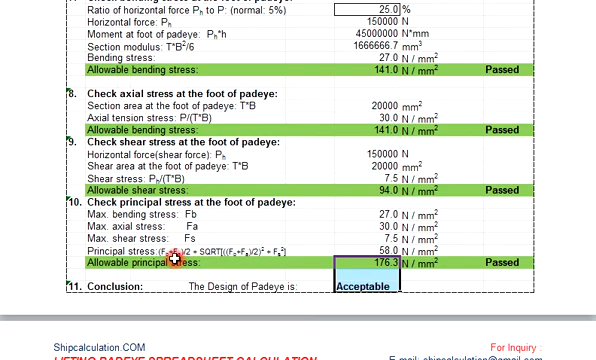 Ratio of horizontal force Ph to P: (normal: 5%) 25.0 %
Horizontal force: Ph 150000 N
Moment at foot of padeye: Ph*h 45000000 N*mm
Section modulus: T*B²/6 1666666.7 mm³
Bending stress: 27.0 N / mm²
Allowable bending stress: 141.0 N / mm² Passed
8. Check axial stress at the foot of padeye:
Section area at the foot of padeye: T*B 20000 mm²
Axial tension stress: P/(T*B) 30.0 N / mm²
Allowable bending stress: 141.0 N / mm² Passed
9. Check shear stress at the foot of padeye:
Horizontal force(shear force): Ph 150000 N
Shear area at the foot of padeye: T*B 20000 mm²
Shear stress: Ph/(T*B) 7.5 N / mm²
Allowable shear stress: 94.0 N / mm² Passed
10. Check principal stress at the foot of padeye:
Max. bending stress: Fb 27.0 N / mm²
Max. axial stress: Fa 30.0 N / mm²
Max. shear stress: Fs 7.5 N / mm²
Principal stress: 58.0 N / mm²
Allowable principal stress: 176.3 N / mm² Passed
11. Conclusion: The Design of Padeye is: Acceptable
Shipcalculation.COM For Inquiry :